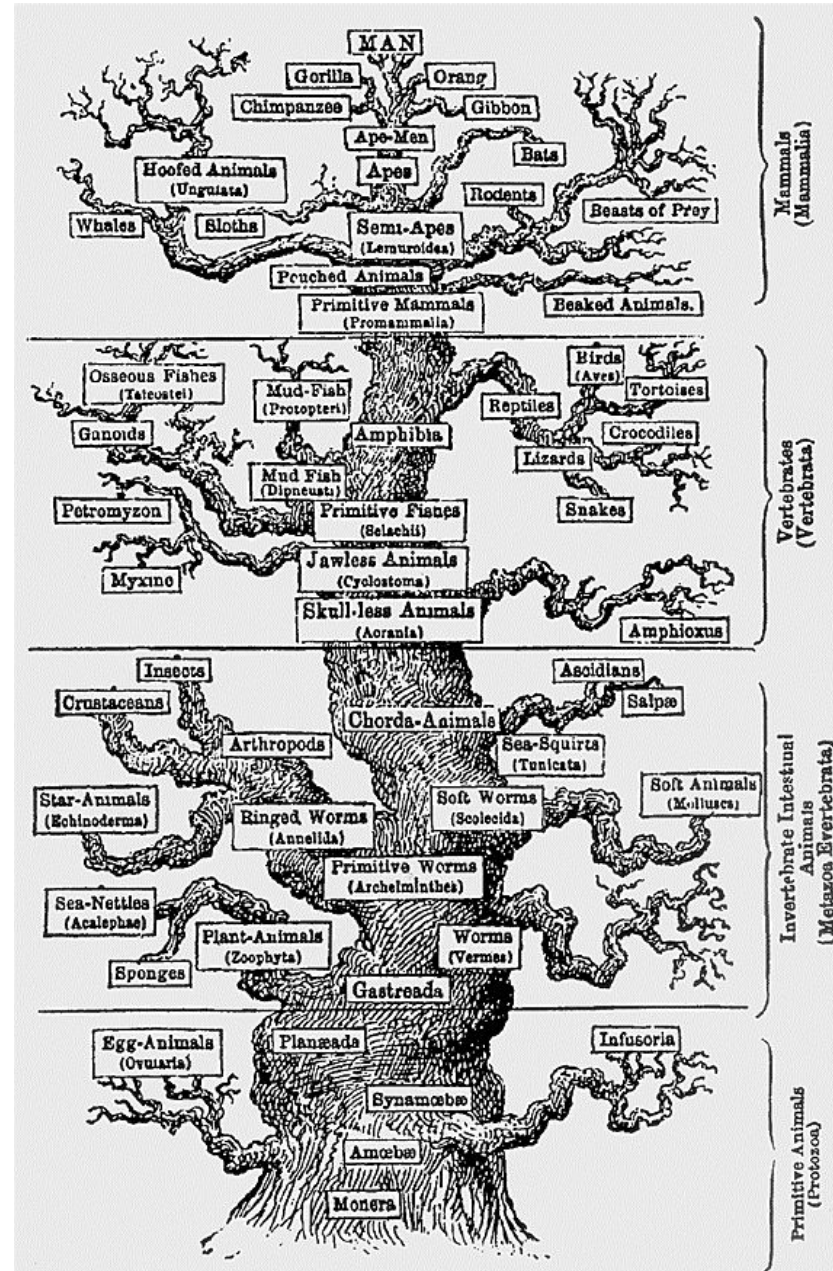 MAN
Gorilla
Orang
Chimpanzee
Gibbon
Ape-Men
Bats
Apes
Hoofed Animals
(Ungulata)
Rodents
Beasts of Prey
Whales
Sloths
Semi-Apes
(Lemuroidea)
Pouched Animals
Primitive Mammals
(Promammalia)
Beaked Animals.
Mammals
(Mammalia)
Osseous Fishes
(Teleostei)
Mud-Fish
(Protopteri)
Birds
(Aves)
Tortoises
Reptiles
Ganoids
Amphibia
Crocodiles
Lizards
Mud Fish
(Dipneusti)
Petromyzon
Primitive Fishes
(Selachii)
Snakes
Myxine
Jawless Animals
(Cyclostoma)
Skull-less Animals
(Acrania)
Amphioxus
Vertebrates
(Vertebrata)
Insects
Ascidians
Crustaceans
Salpæ
Chorda-Animals
Arthropods
Sea-Squirts
(Tunicata)
Star-Animals
(Echinoderma)
Ringed Worms
(Annelida)
Soft Worms
(Scolecida)
Soft Animals
(Mollusca)
Primitive Worms
(Archelminthes)
Sea-Nettles
(Acalephae)
Plant-Animals
(Zoophyta)
Worms
(Vermes)
Sponges
Gastreada
Invertebrate Intestinal
Animals
(Metazoa Evertebrata)
Egg-Animals
(Ovularia)
Planæada
Infusoria
Synamœbæ
Amœbæ
Monera
Primitive Animals
(Protozoa)